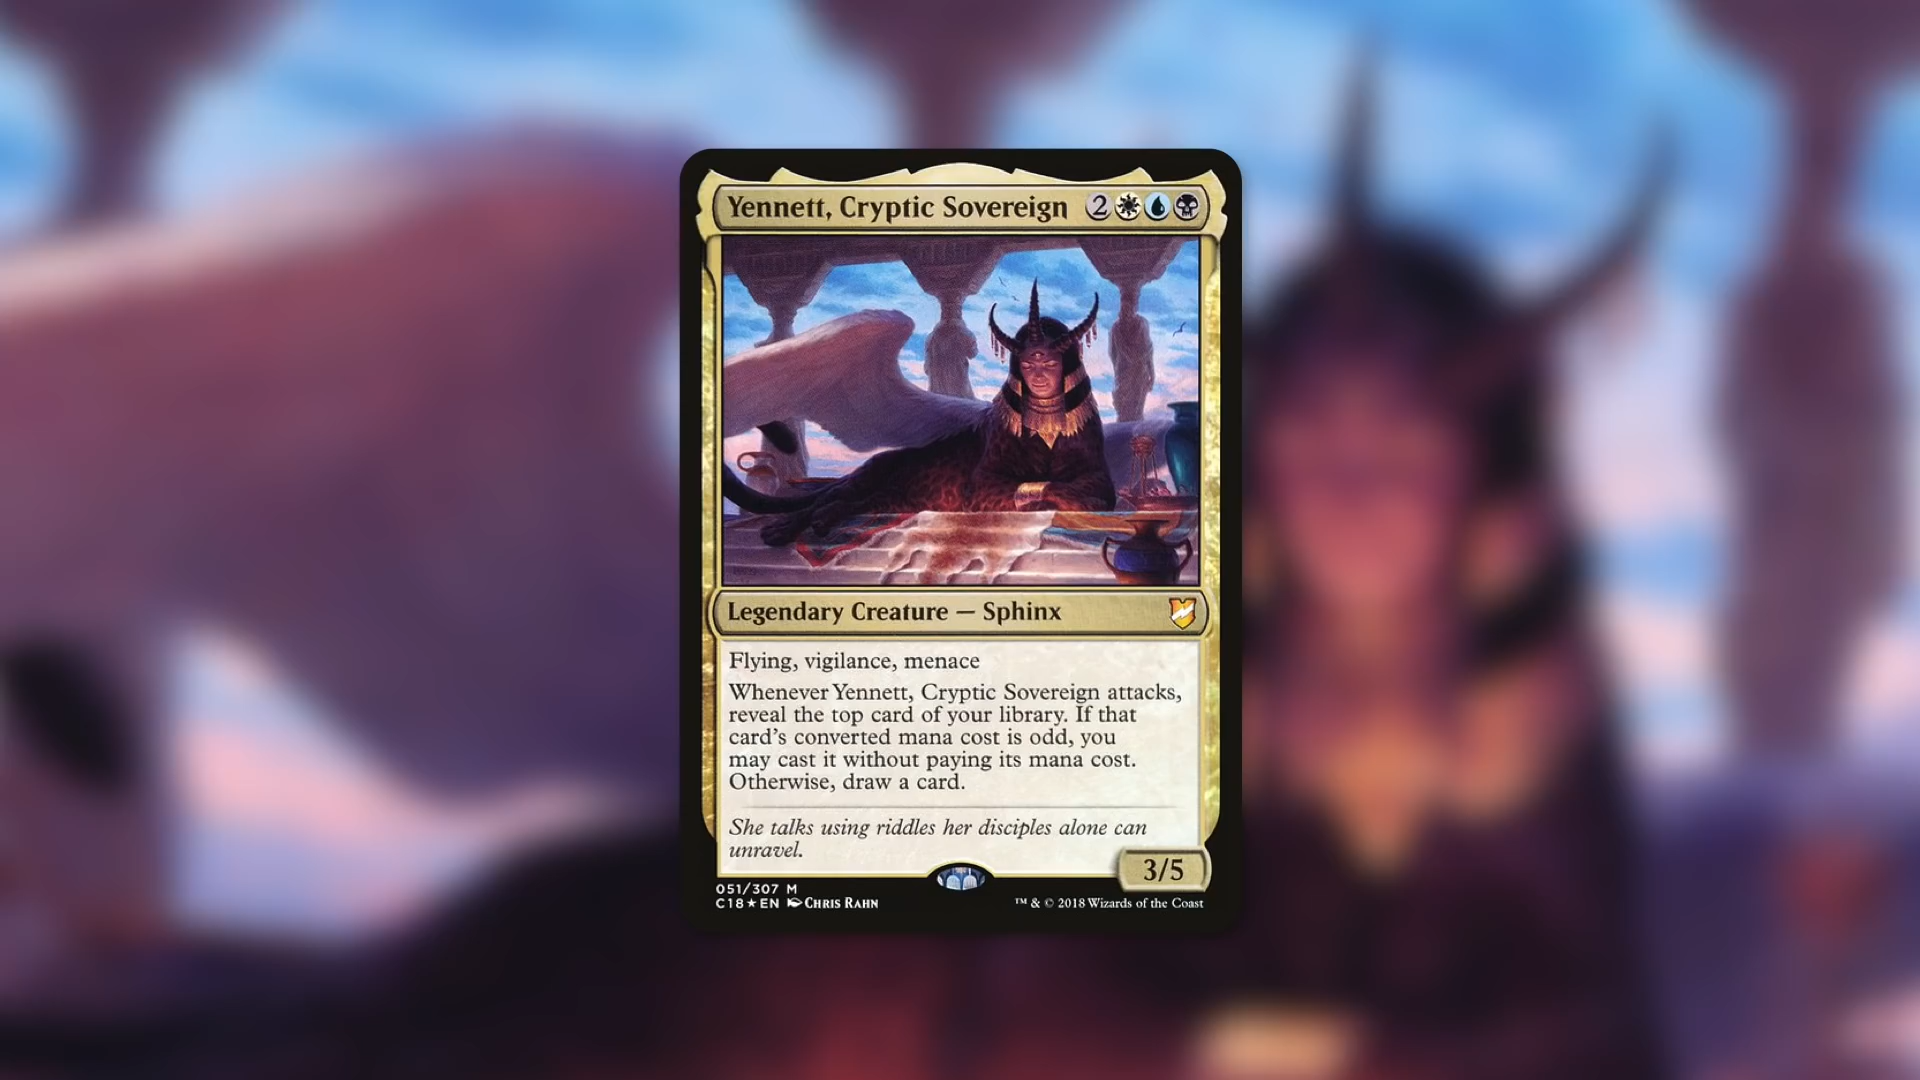 Yennett, Cryptic Sovereign 2
Legendary Creature — Sphinx
Flying, vigilance, menace
Whenever Yennett, Cryptic Sovereign attacks,
reveal the top card of your library. If that
card's converted mana cost is odd, you
may cast it without paying its mana cost.
Otherwise, draw a card.
She talks using riddles her disciples alone can
unravel.
3/5
051/307 M
C18★EN Chris Rahn
™ & © 2018 Wizards of the Coast